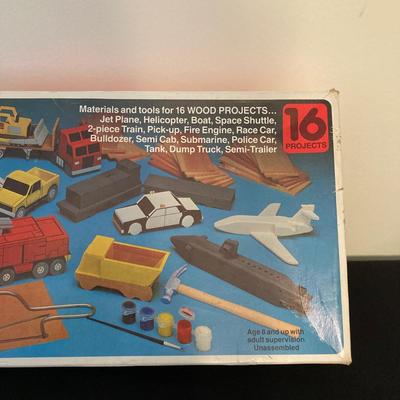 Materials and tools for 16 WOOD PROJECTS...
Jet Plane, Helicopter, Boat, Space Shuttle,
2-piece Train, Pick-up, Fire Engine, Race Car,
Bulldozer, Semi Cab, Submarine, Police Car,
Tank, Dump Truck, Semi-Trailer
16
PROJECTS
Age 8 and up with
adult supervision
Unassembled